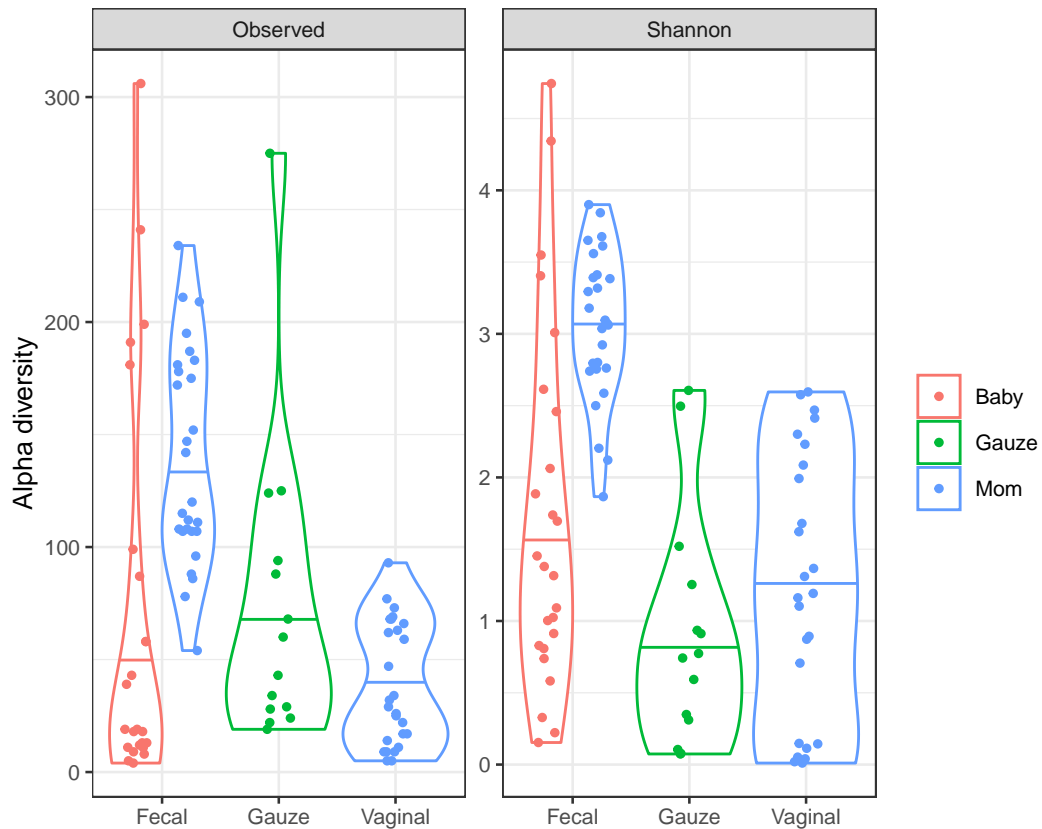 Observed
Shannon
Alpha diversity
300
200
100
0
4
3
2
1
0
Fecal
Gauze
Vaginal
Fecal
Gauze
Vaginal
Baby
Gauze
Mom